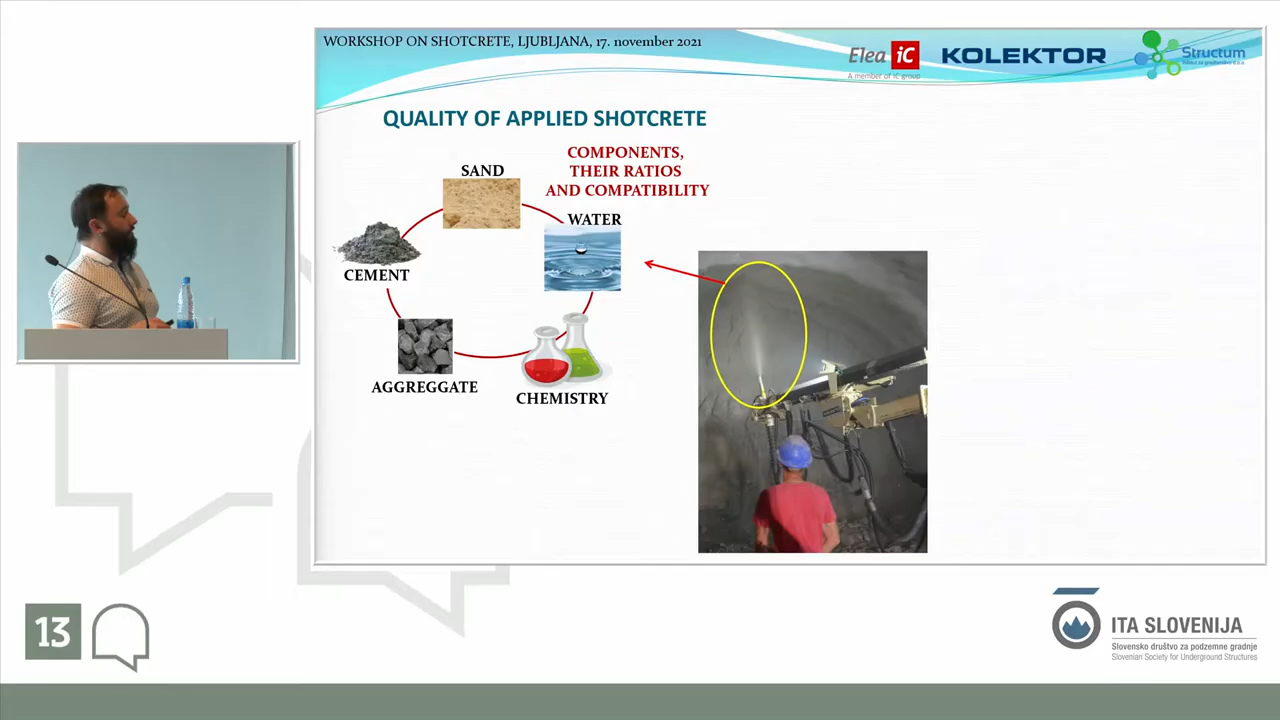 WORKSHOP ON SHOTCRETE, LJUBLJANA, 17. november 2021
Elea iC
A member of iC group
KOLEKTOR
Structum
QUALITY OF APPLIED SHOTCRETE
COMPONENTS,
THEIR RATIOS
AND COMPATIBILITY
SAND
WATER
CEMENT
AGGREGGATE
CHEMISTRY
13
ITA SLOVENIJA
Slovensko društvo za podzemne gradnje
Slovenian Society for Underground Structures